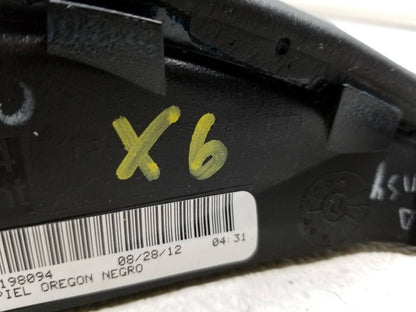 X6
08/28/12 04:31
198094
PIEL OREGON NEGRO